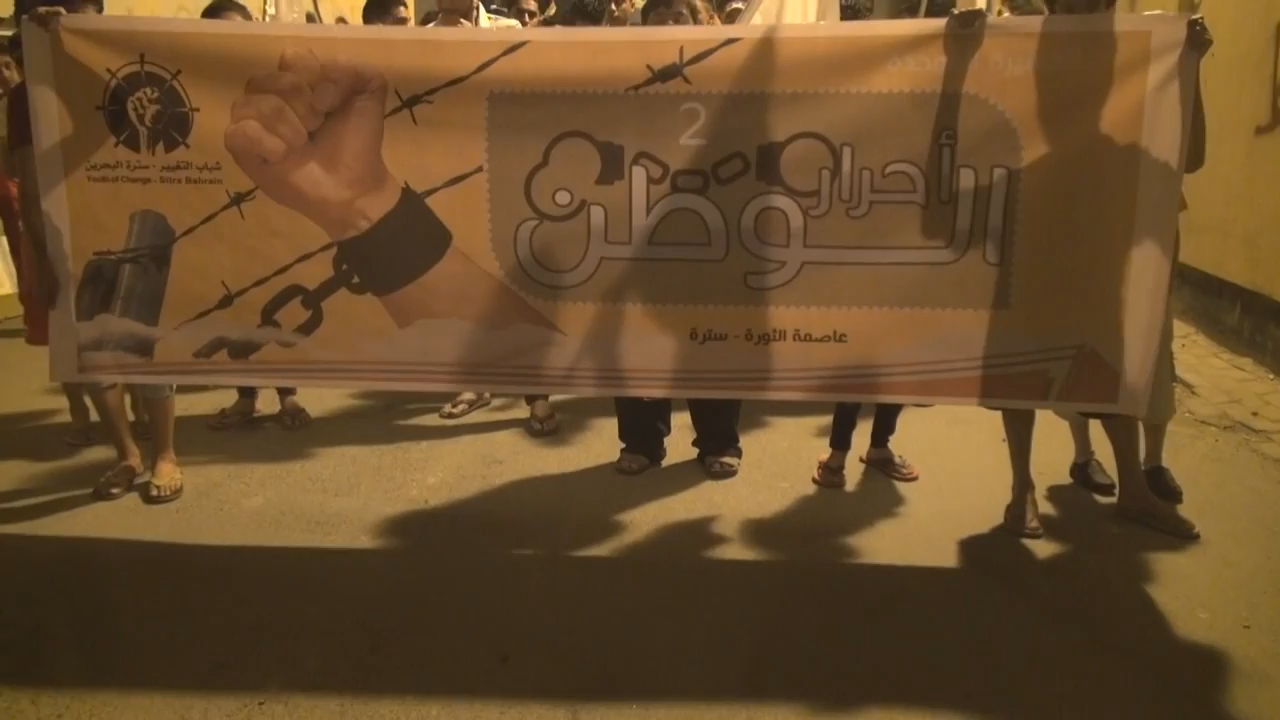 شباب التغيير - سترة البحرين
Youth of Change - Sitra Bahrain
2
أحرار
الوطن
عاصمة الثورة - سترة